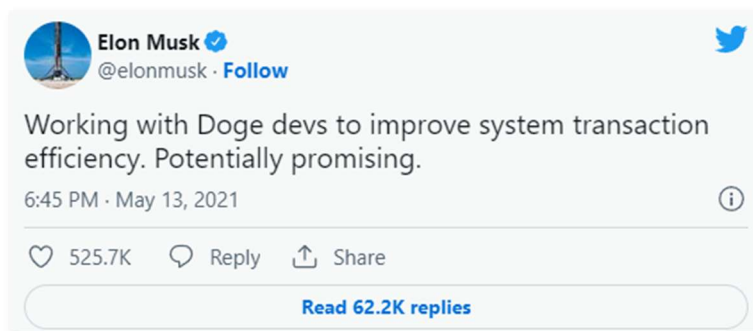 Elon Musk
@elonmusk · Follow
Working with Doge devs to improve system transaction
efficiency. Potentially promising.
6:45 PM · May 13, 2021
525.7K Reply Share
Read 62.2K replies